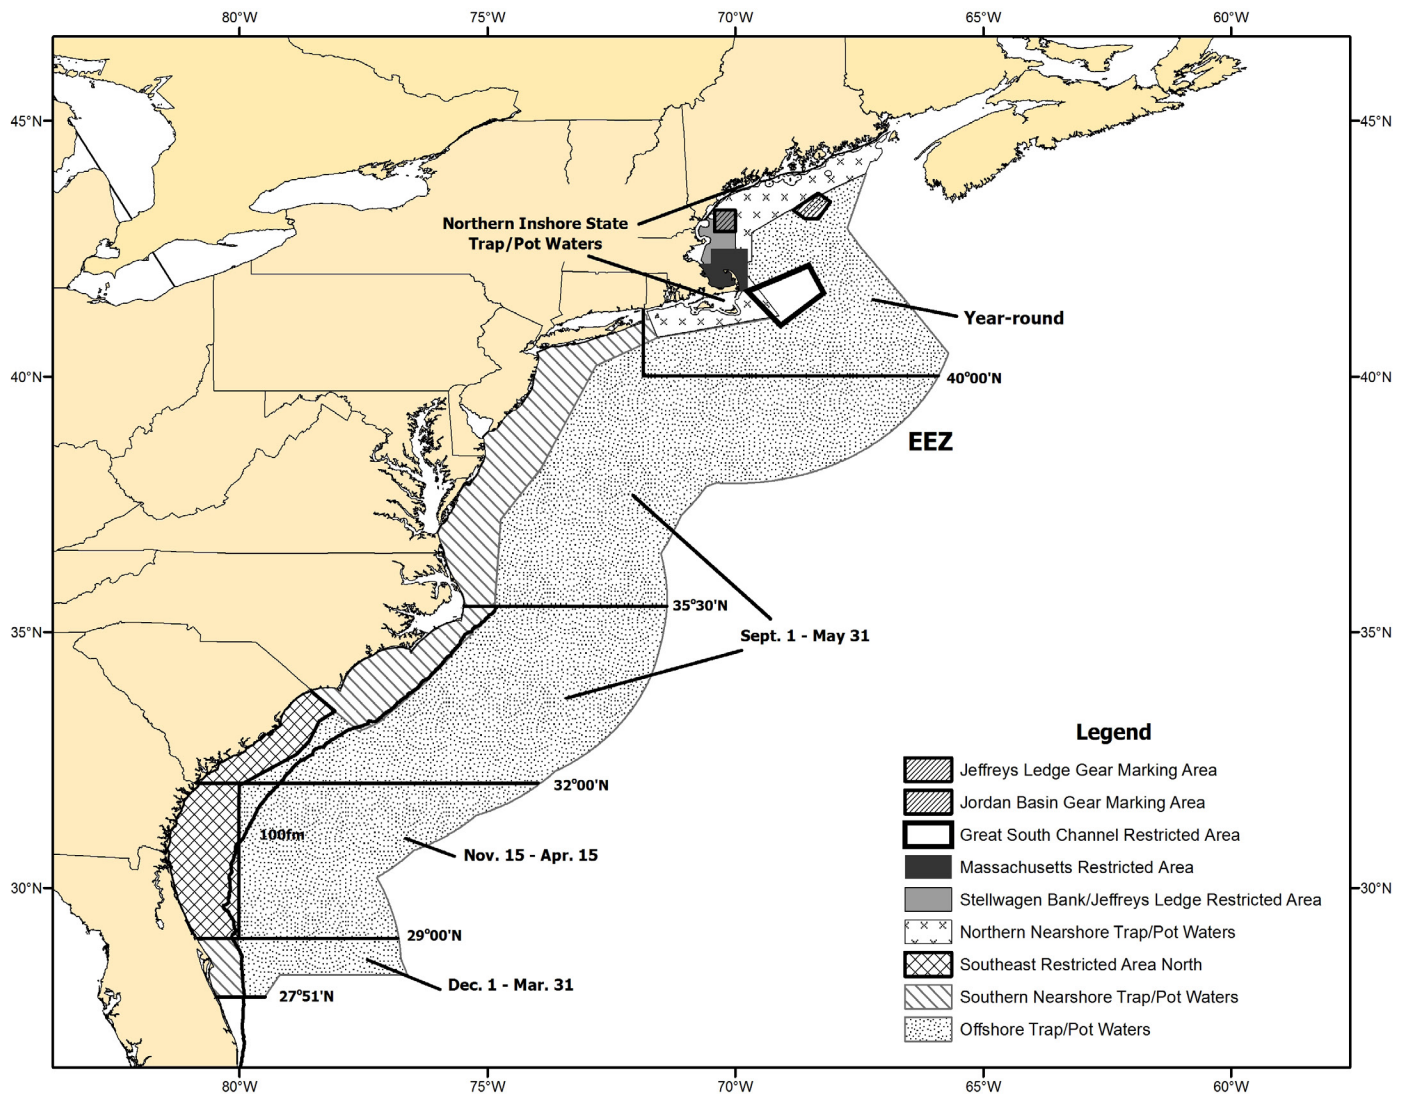 80°W 75°W 70°W 65°W 60°W
45°N 45°N
Northern Inshore State
Trap/Pot Waters
Year-round
40°N 40°00'N 40°N
EEZ
35°30'N
35°N Sept. 1 - May 31 35°N
Legend
Jeffreys Ledge Gear Marking Area
Jordan Basin Gear Marking Area
Great South Channel Restricted Area
Massachusetts Restricted Area
Stellwagen Bank/Jeffreys Ledge Restricted Area
Northern Nearshore Trap/Pot Waters
Southeast Restricted Area North
Southern Nearshore Trap/Pot Waters
Offshore Trap/Pot Waters
32°00'N
100fm
Nov. 15 - Apr. 15
30°N 30°N
29°00'N
Dec. 1 - Mar. 31
27°51'N
80°W 75°W 70°W 65°W 60°W